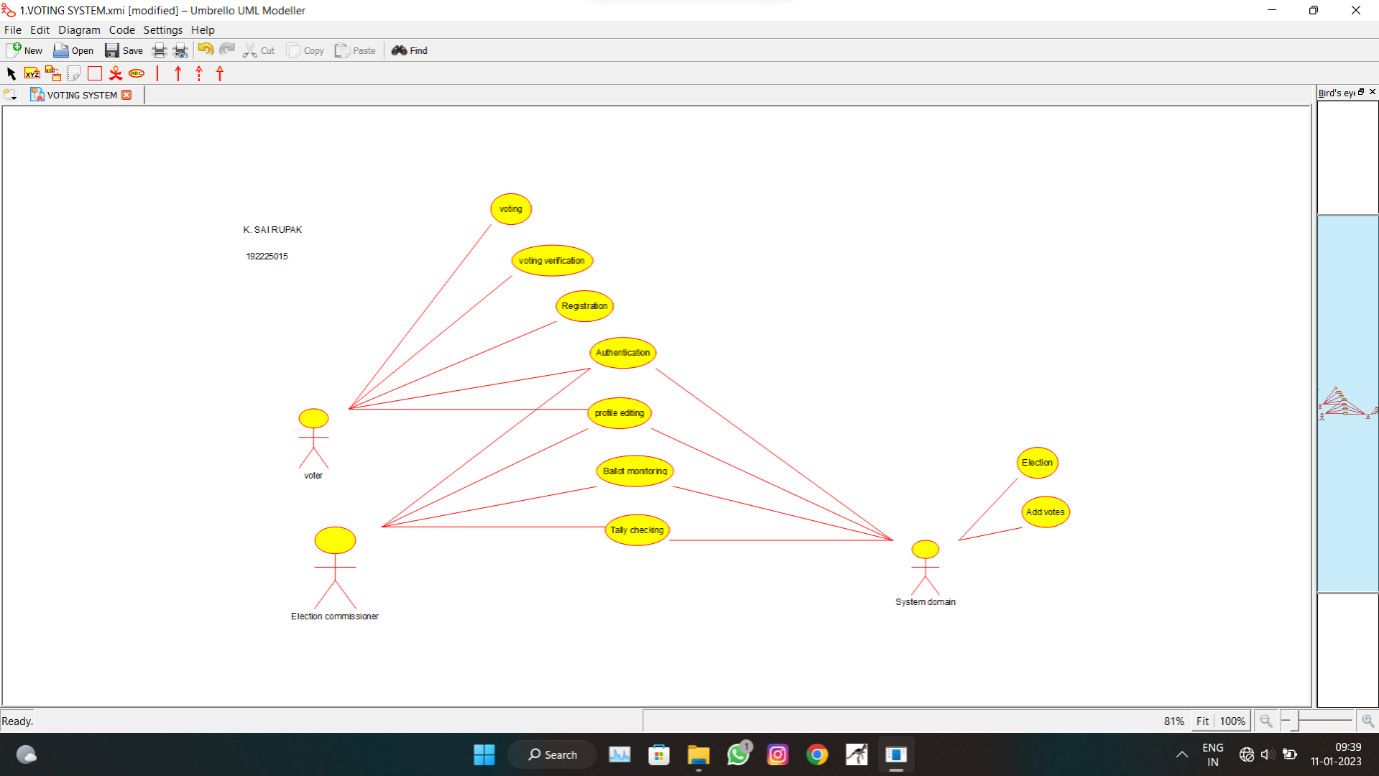 1.VOTING SYSTEM.xmi [modified] – Umbrello UML Modeller
File Edit Diagram Code Settings Help
New Open Save Cut Copy Paste Find
XYZ ABC
VOTING SYSTEM
Bird's eye
voting
K. SAI RUPAK
192225015
voting verification
Registration
Authentication
profile editing
voter
Ballot monitoring
Election
Add votes
Tally checking
Election commissioner
System domain
Ready.
81% Fit 100%
1
Search
ENG
IN
09:39
11-01-2023